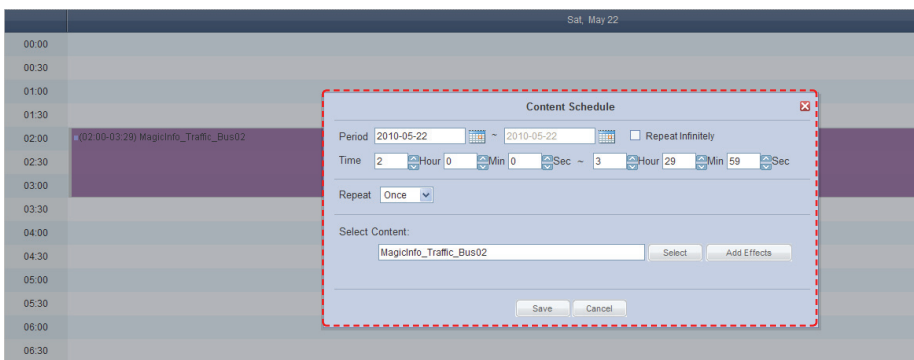 Sat, May 22
00:00
00:30
01:00
01:30
02:00 (02:00-03:29) MagicInfo_Traffic_Bus02
02:30
03:00
03:30
04:00
04:30
05:00
05:30
06:00
06:30
Content Schedule
Period 2010-05-22 ~ 2010-05-22 Repeat Infinitely
Time 2 Hour 0 Min 0 Sec ~ 3 Hour 29 Min 59 Sec
Repeat Once
Select Content:
MagicInfo_Traffic_Bus02 Select Add Effects
Save Cancel